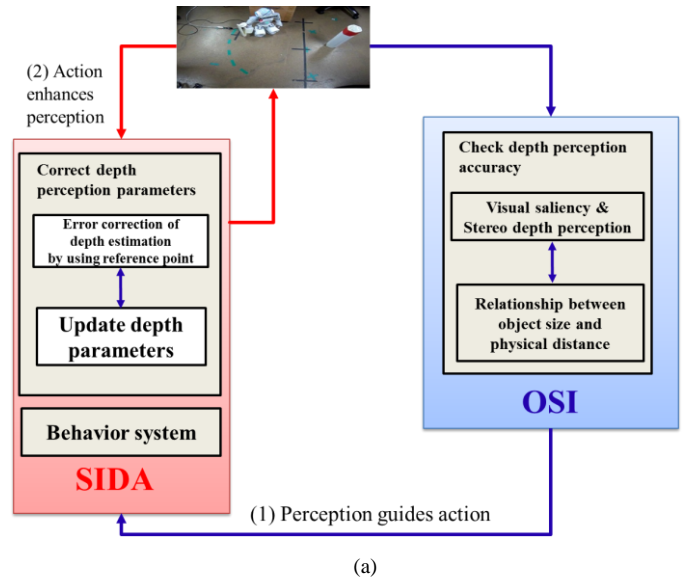 (2) Action
enhances
perception
Correct depth
perception parameters
Error correction of
depth estimation
by using reference point
Update depth
parameters
Behavior system
SIDA
Check depth perception
accuracy
Visual saliency &
Stereo depth perception
Relationship between
object size and
physical distance
OSI
(1) Perception guides action
(a)